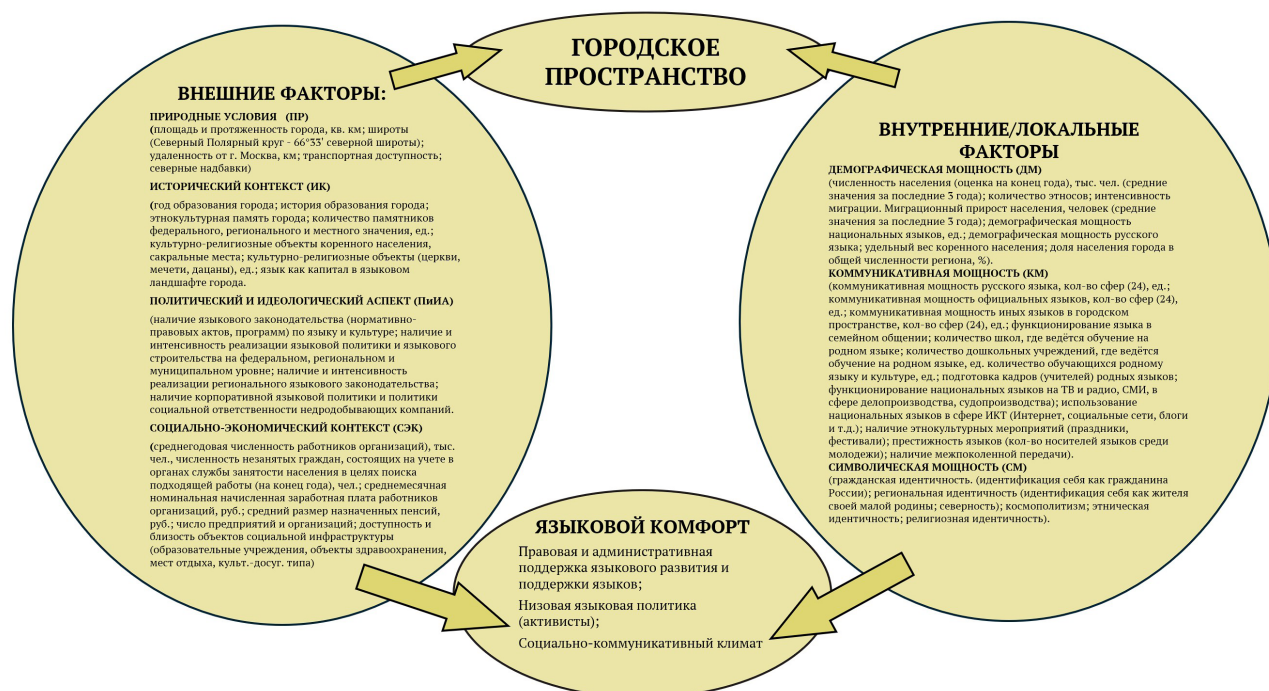 ГОРОДСКОЕ
ПРОСТРАНСТВО
ВНЕШНИЕ ФАКТОРЫ:
ПРИРОДНЫЕ УСЛОВИЯ (ПР)
(площадь и протяженность города, кв. км; широты
(Северный Полярный круг - 66°33' северной широты);
удаленность от г. Москва, км; транспортная доступность;
северные надбавки)
ИСТОРИЧЕСКИЙ КОНТЕКСТ (ИК)
(год образования города; история образования города;
этнокультурная память города; количество памятников
федерального, регионального и местного значения, ед.;
культурно-религиозные объекты коренного населения,
сакральные места; культурно-религиозные объекты (церкви,
мечети, дацаны), ед.; язык как капитал в языковом
ландшафте города.
ПОЛИТИЧЕСКИЙ И ИДЕОЛОГИЧЕСКИЙ АСПЕКТ (ПиИА)
(наличие языкового законодательства (нормативно-
правовых актов, программ) по языку и культуре; наличие и
интенсивность реализации языковой политики и языкового
строительства на федеральном, региональном и
муниципальном уровне; наличие и интенсивность
реализации регионального языкового законодательства;
наличие корпоративной языковой политики и политики
социальной ответственности недродобывающих компаний.
СОЦИАЛЬНО-ЭКОНОМИЧЕСКИЙ КОНТЕКСТ (СЭК)
(среднегодовая численность работников организаций), тыс.
чел., численность незанятых граждан, состоящих на учете в
органах службы занятости населения в целях поиска
подходящей работы (на конец года), чел.; среднемесячная
номинальная начисленная заработная плата работников
организаций, руб.; средний размер назначенных пенсий,
руб.; число предприятий и организаций; доступность и
близость объектов социальной инфраструктуры
(образовательные учреждения, объекты здравоохранения,
мест отдыха, культ.-досуг. типа)
ВНУТРЕННИЕ/ЛОКАЛЬНЫЕ
ФАКТОРЫ
ДЕМОГРАФИЧЕСКАЯ МОЩНОСТЬ (ДМ)
(численность населения (оценка на конец года), тыс. чел. (средние
значения за последние 3 года); количество этносов; интенсивность
миграции. Миграционный прирост населения, человек (средние
значения за последние 3 года); демографическая мощность
национальных языков, ед.; демографическая мощность русского
языка; удельный вес коренного населения; доля населения города в
общей численности региона, %).
КОММУНИКАТИВНАЯ МОЩНОСТЬ (КМ)
(коммуникативная мощность русского языка, кол-во сфер (24), ед.;
коммуникативная мощность официальных языков, кол-во сфер (24),
ед.; коммуникативная мощность иных языков в городском
пространстве, кол-во сфер (24), ед.; функционирование языка в
семейном общении; количество школ, где ведётся обучение на
родном языке; количество дошкольных учреждений, где ведётся
обучение на родном языке, ед. количество обучающихся родному
языку и культуре, ед.; подготовка кадров (учителей) родных языков;
функционирование национальных языков на ТВ и радио, СМИ, в
сфере делопроизводства, судопроизводства); использование
национальных языков в сфере ИКТ (Интернет, социальные сети, блоги
и т.д.); наличие этнокультурных мероприятий (праздники,
фестивали); престижность языков (кол-во носителей языков среди
молодежи); наличие межпоколенной передачи).
СИМВОЛИЧЕСКАЯ МОЩНОСТЬ (СМ)
(гражданская идентичность. (идентификация себя как гражданина
России); региональная идентичность (идентификация себя как жителя
своей малой родины; северность); космополитизм; этническая
идентичность; религиозная идентичность).
ЯЗЫКОВОЙ КОМФОРТ
Правовая и административная
поддержка языкового развития и
поддержки языков;
Низовая языковая политика
(активисты);
Социально-коммуникативный климат